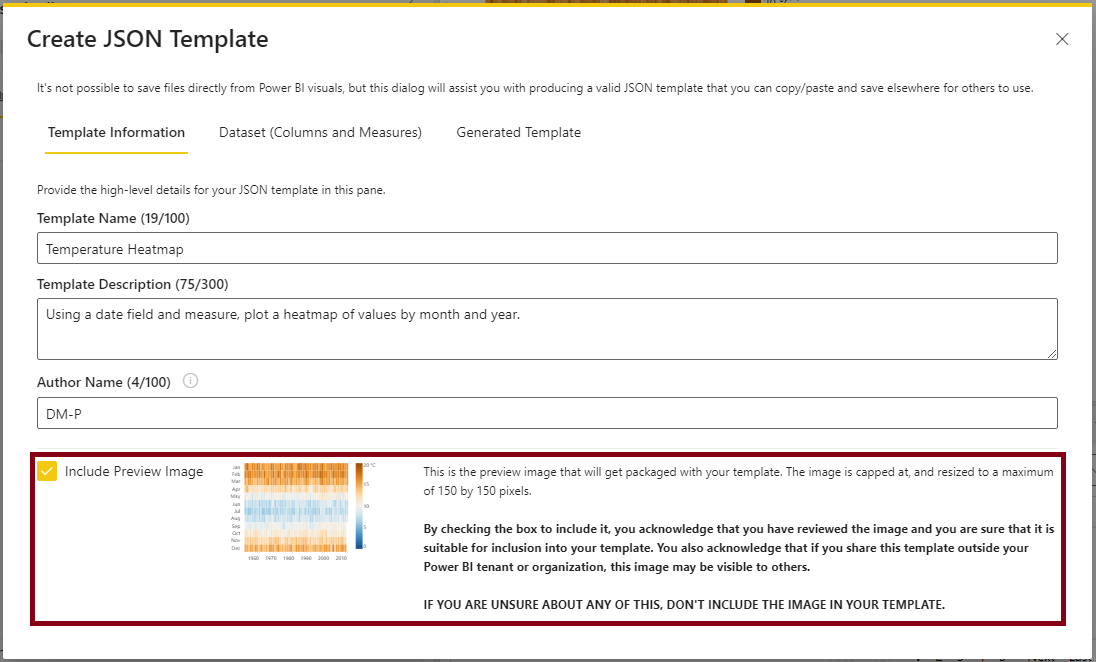 Create JSON Template
It's not possible to save files directly from Power BI visuals, but this dialog will assist you with producing a valid JSON template that you can copy/paste and save elsewhere for others to use.
Template Information
Dataset (Columns and Measures)
Generated Template
Provide the high-level details for your JSON template in this pane.
Template Name (19/100)
Temperature Heatmap
Template Description (75/300)
Using a date field and measure, plot a heatmap of values by month and year.
Author Name (4/100)
DM-P
Include Preview Image
Jan
Feb
Mar
Apr
May
Jun
Jul
Aug
Sep
Oct
Nov
Dec
1960 1970 1980 1990 2000 2010
20 °C
15
10
5
0
This is the preview image that will get packaged with your template. The image is capped at, and resized to a maximum
of 150 by 150 pixels.
By checking the box to include it, you acknowledge that you have reviewed the image and you are sure that it is
suitable for inclusion into your template. You also acknowledge that if you share this template outside your
Power BI tenant or organization, this image may be visible to others.
IF YOU ARE UNSURE ABOUT ANY OF THIS, DON'T INCLUDE THE IMAGE IN YOUR TEMPLATE.